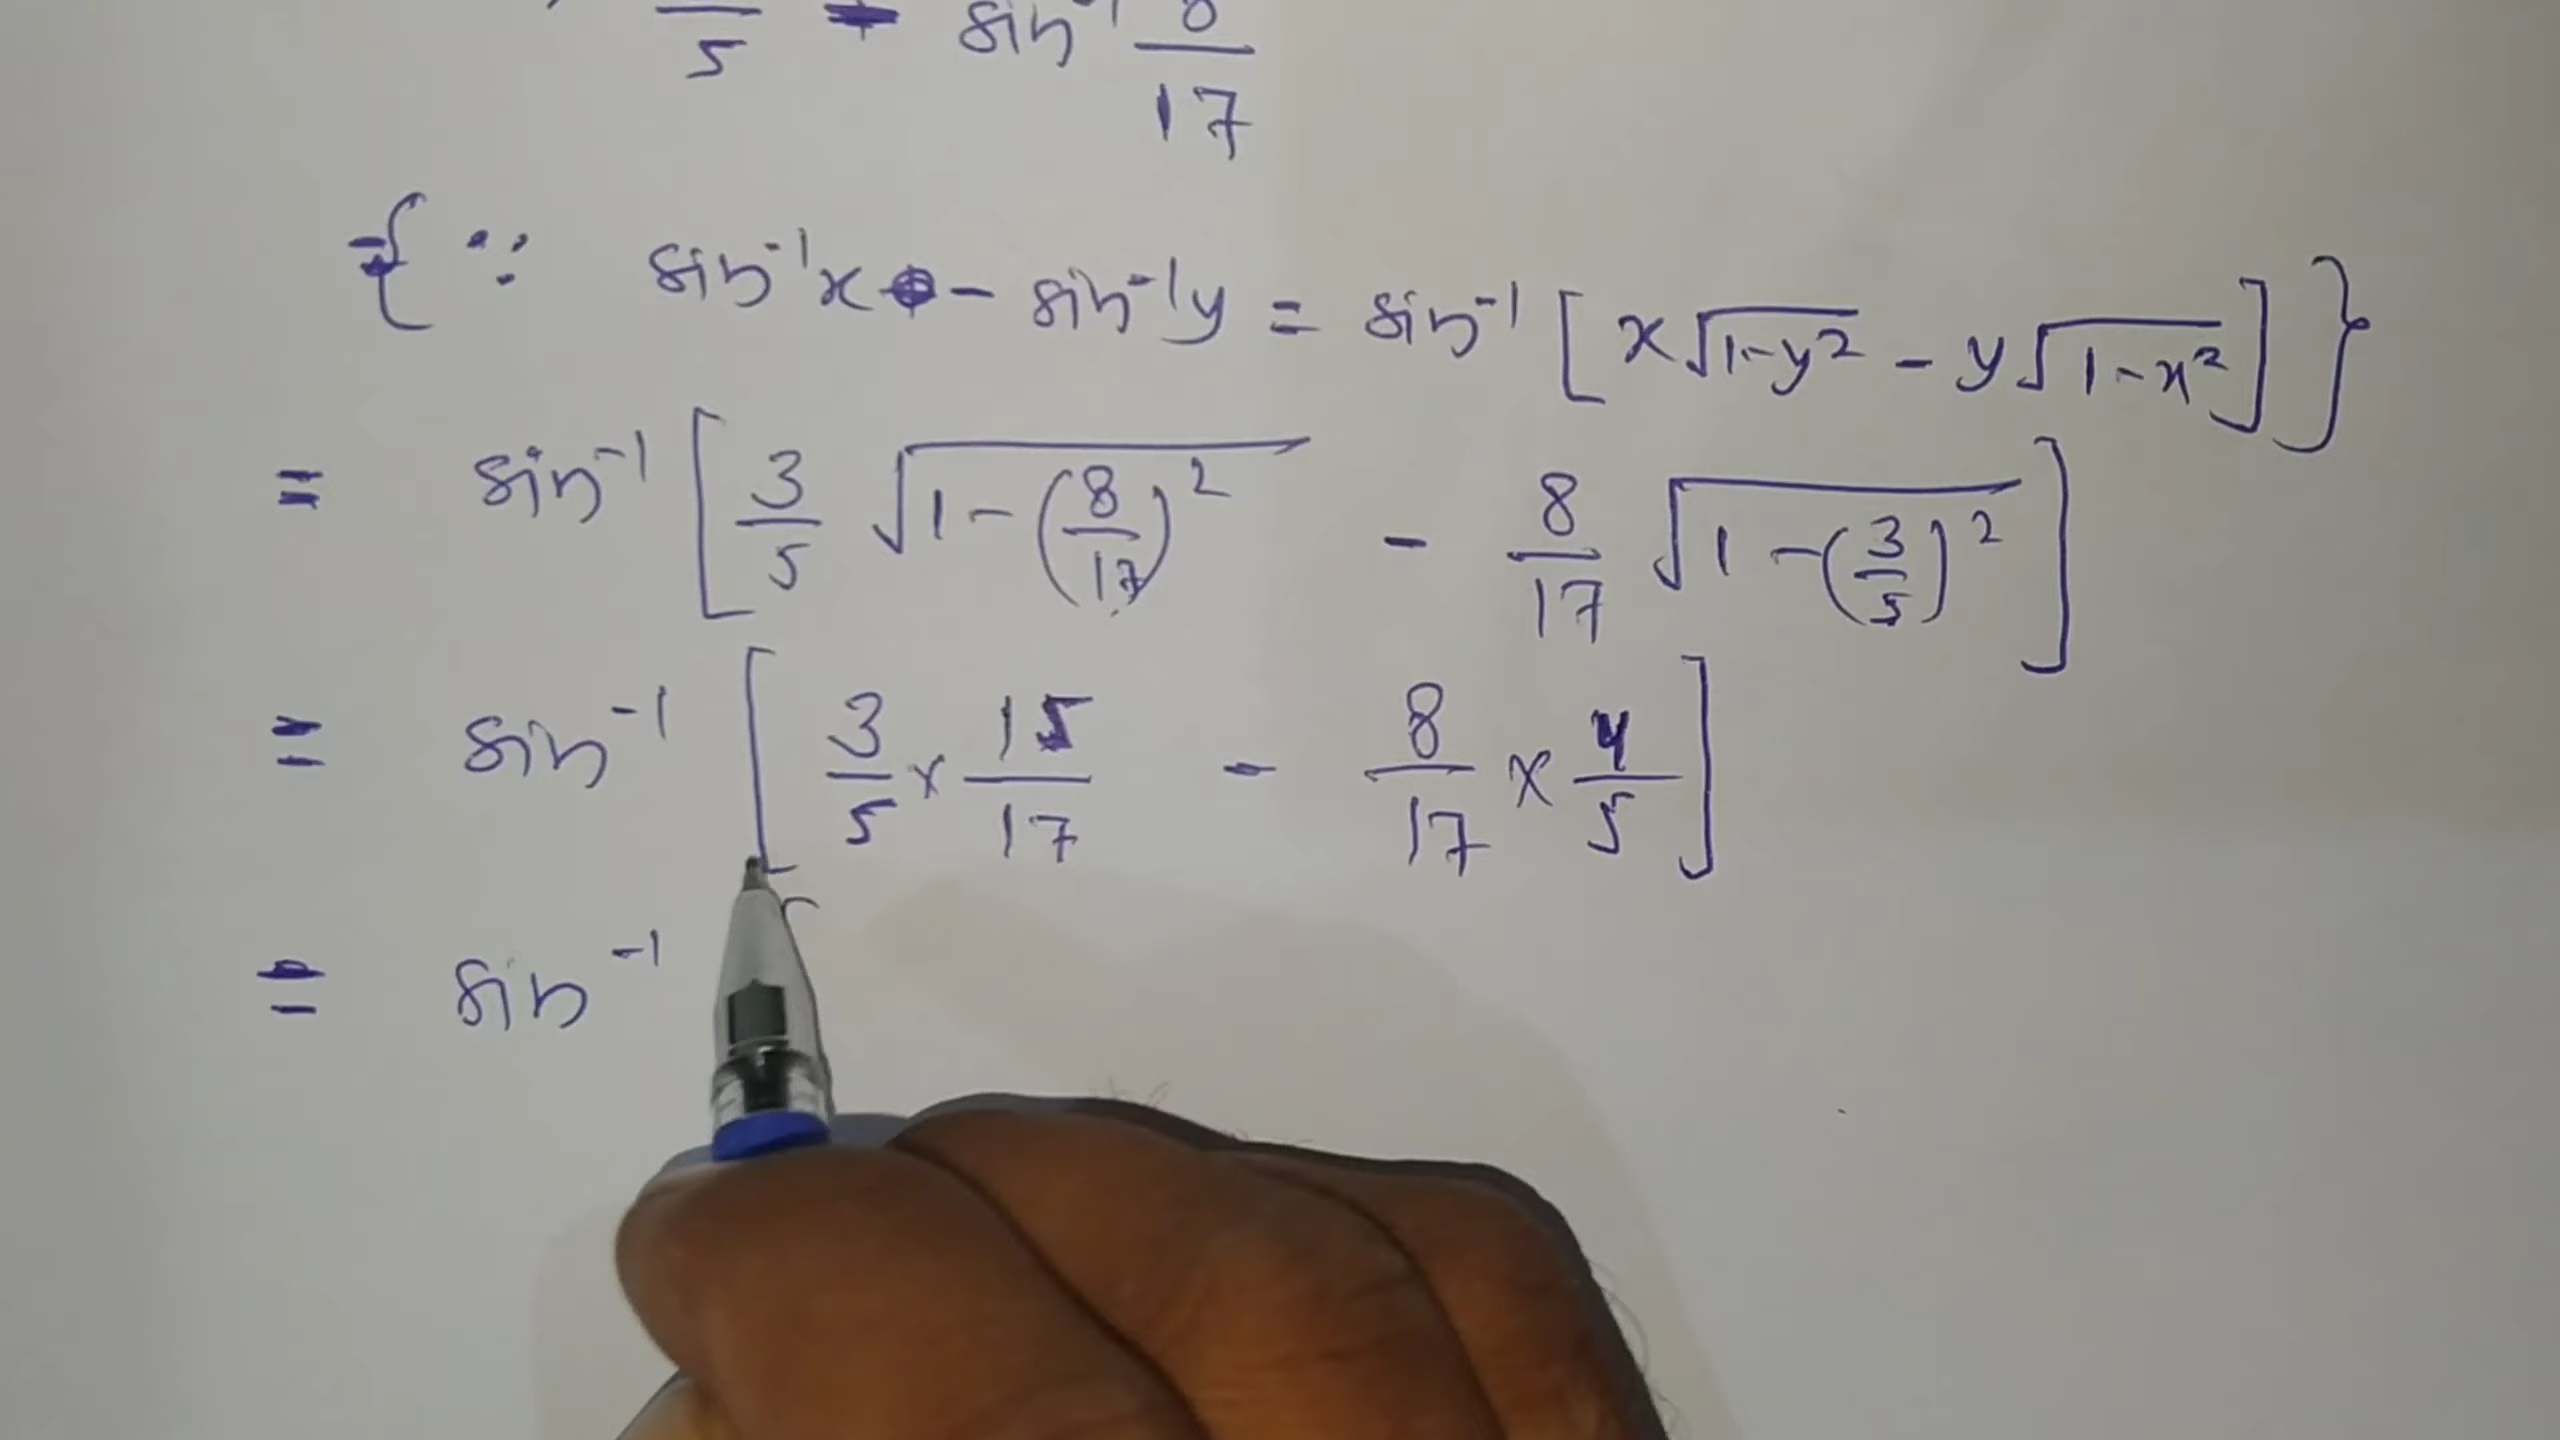 /5 - sin⁻¹ 8/17
{∵ sin⁻¹x - sin⁻¹y = sin⁻¹ [x√(1-y²) - y√(1-x²)]}
= sin⁻¹ [3/5 √(1-(8/17)²) - 8/17 √(1-(3/5)²)]
= sin⁻¹ [3/5 × 15/17 - 8/17 × 4/5]
= sin⁻¹